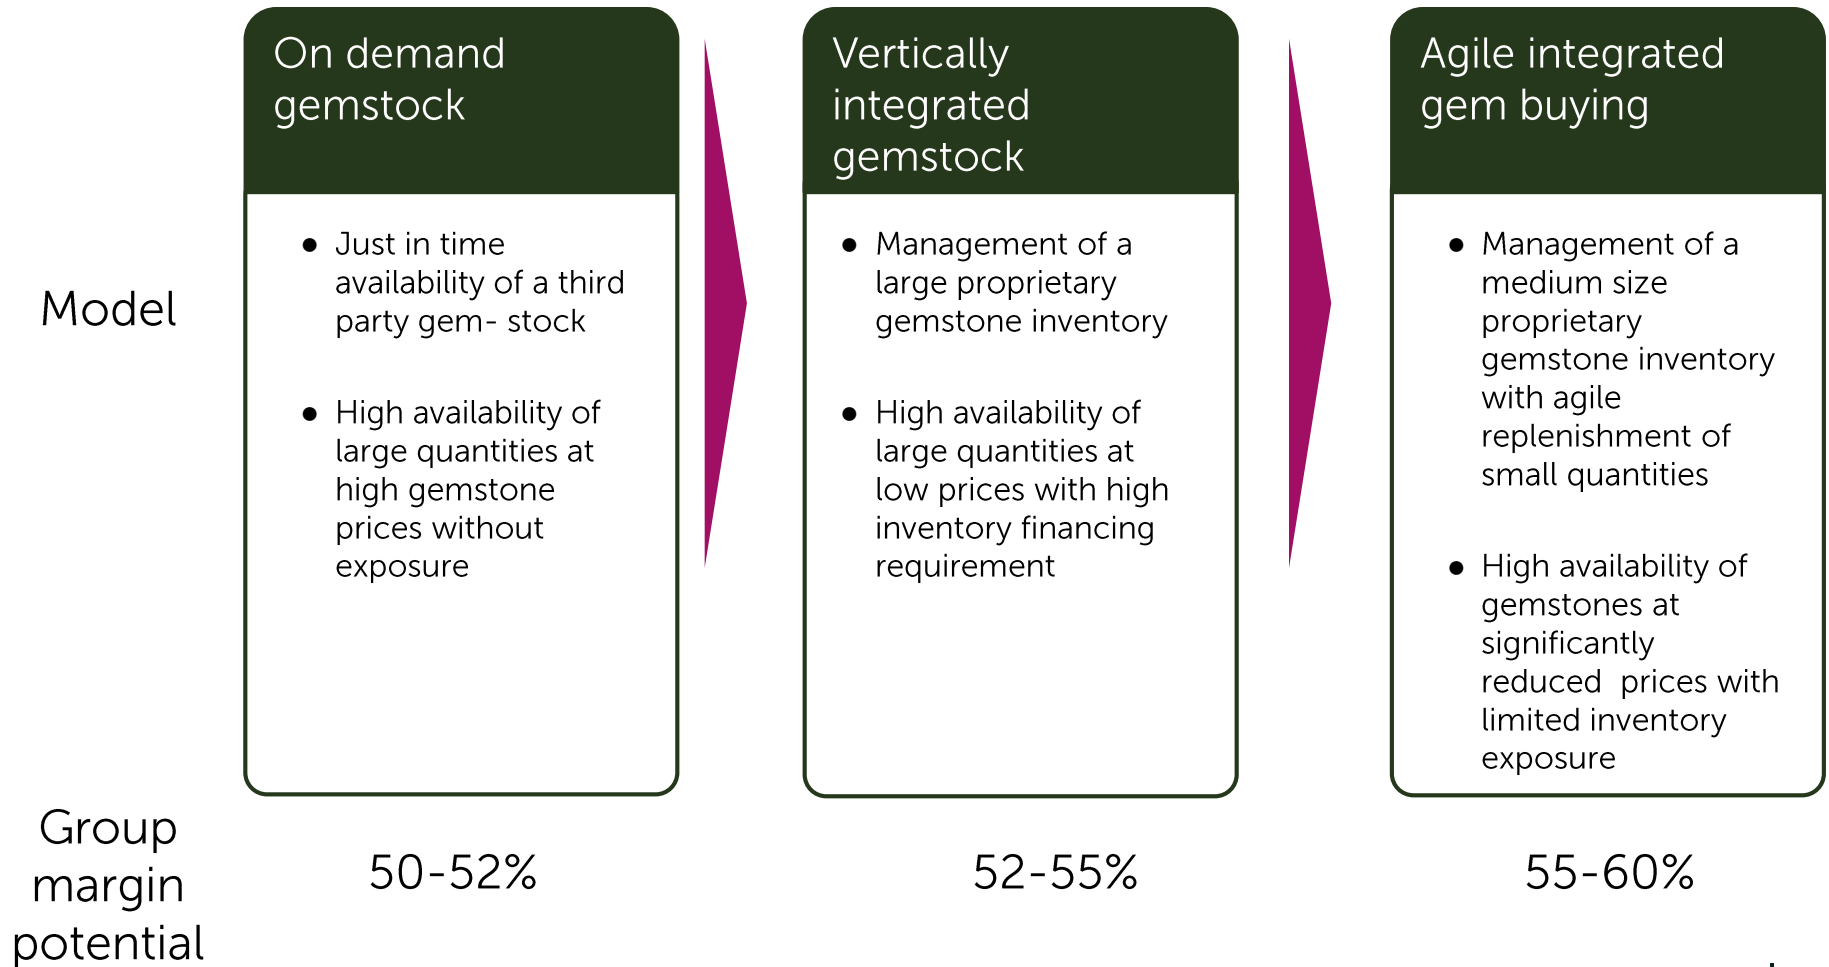 On demand
gemstock
Vertically
integrated
gemstock
Agile integrated
gem buying
Model
● Just in time
availability of a third
party gem- stock
● High availability of
large quantities at
high gemstone
prices without
exposure
● Management of a
large proprietary
gemstone inventory
● High availability of
large quantities at
low prices with high
inventory financing
requirement
● Management of a
medium size
proprietary
gemstone inventory
with agile
replenishment of
small quantities
● High availability of
gemstones at
significantly
reduced  prices with
limited inventory
exposure
Group
margin
potential
50-52%
52-55%
55-60%